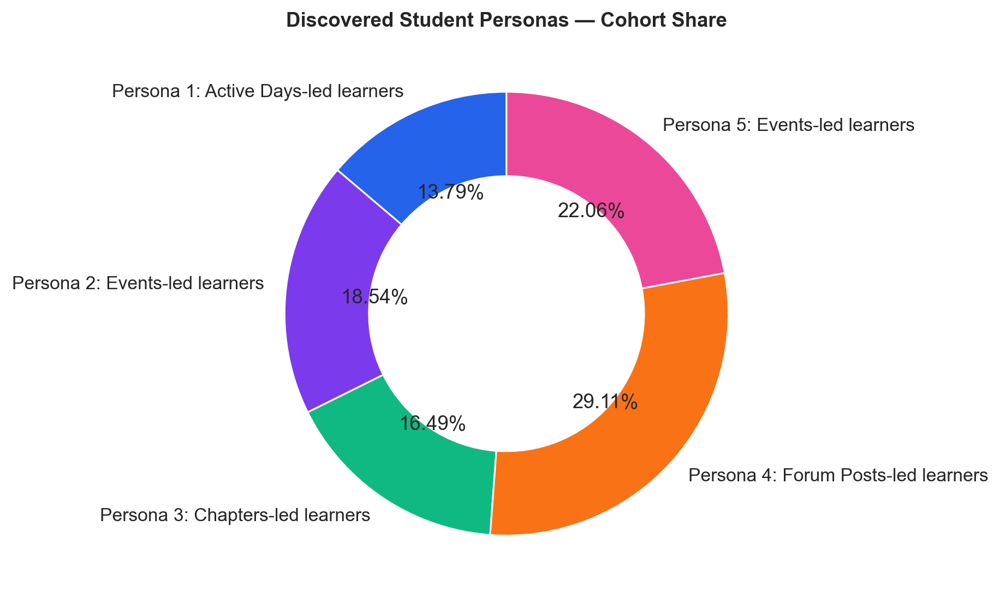 Discovered Student Personas — Cohort Share
Persona 1: Active Days-led learners
Persona 5: Events-led learners
13.79%
22.06%
Persona 2: Events-led learners
18.54%
29.11%
16.49%
Persona 4: Forum Posts-led learners
Persona 3: Chapters-led learners